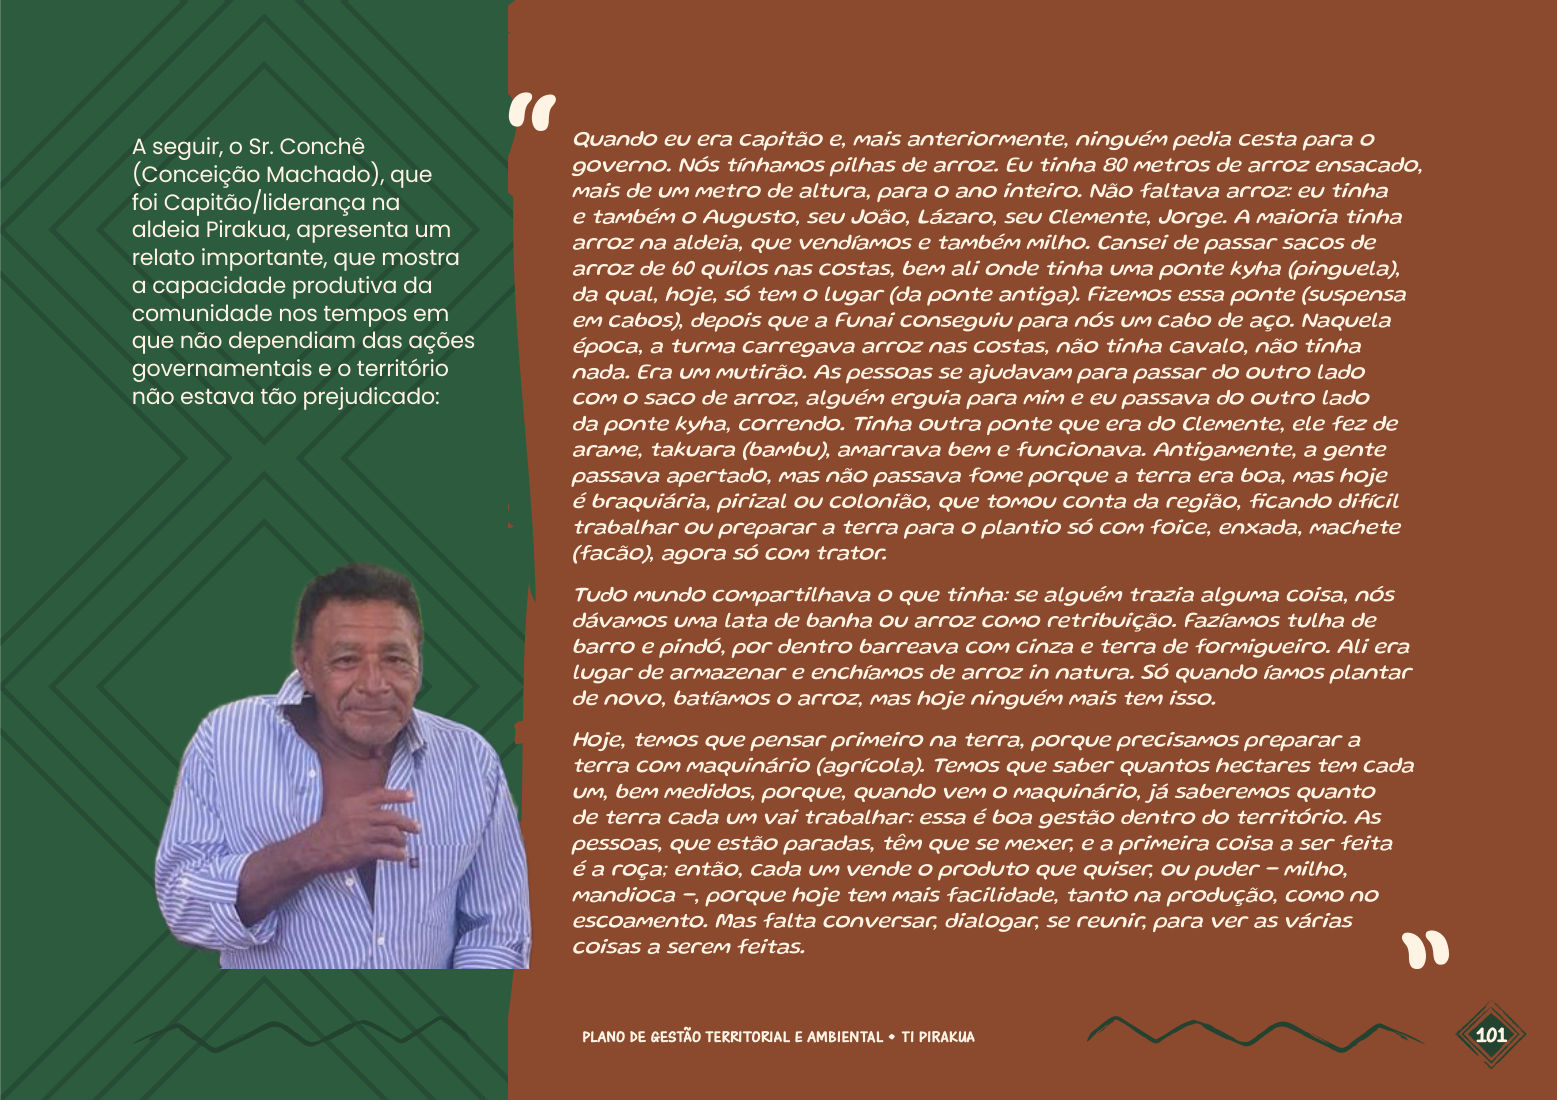 A seguir, o Sr. Conchê
(Conceição Machado), que
foi Capitão/liderança na
aldeia Pirakua, apresenta um
relato importante, que mostra
a capacidade produtiva da
comunidade nos tempos em
que não dependiam das ações
governamentais e o território
não estava tão prejudicado:
“
Quando eu era capitão e, mais anteriormente, ninguém pedia cesta para o
governo. Nós tínhamos pilhas de arroz. Eu tinha 80 metros de arroz ensacado,
mais de um metro de altura, para o ano inteiro. Não faltava arroz: eu tinha
e também o Augusto, seu João, Lázaro, seu Clemente, Jorge. A maioria tinha
arroz na aldeia, que vendíamos e também milho. Cansei de passar sacos de
arroz de 60 quilos nas costas, bem ali onde tinha uma ponte kyha (pinguela),
da qual, hoje, só tem o lugar (da ponte antiga). Fizemos essa ponte (suspensa
em cabos), depois que a Funai conseguiu para nós um cabo de aço. Naquela
época, a turma carregava arroz nas costas, não tinha cavalo, não tinha
nada. Era um mutirão. As pessoas se ajudavam para passar do outro lado
com o saco de arroz, alguém erguia para mim e eu passava do outro lado
da ponte kyha, correndo. Tinha outra ponte que era do Clemente, ele fez de
arame, takuara (bambu), amarrava bem e funcionava. Antigamente, a gente
passava apertado, mas não passava fome porque a terra era boa, mas hoje
é braquiária, pirizal ou colonião, que tomou conta da região, ficando difícil
trabalhar ou preparar a terra para o plantio só com foice, enxada, machete
(facão), agora só com trator.
Tudo mundo compartilhava o que tinha: se alguém trazia alguma coisa, nós
dávamos uma lata de banha ou arroz como retribuição. Fazíamos tulha de
barro e pindó, por dentro barreava com cinza e terra de formigueiro. Ali era
lugar de armazenar e enchíamos de arroz in natura. Só quando íamos plantar
de novo, batíamos o arroz, mas hoje ninguém mais tem isso.
Hoje, temos que pensar primeiro na terra, porque precisamos preparar a
terra com maquinário (agrícola). Temos que saber quantos hectares tem cada
um, bem medidos, porque, quando vem o maquinário, já saberemos quanto
de terra cada um vai trabalhar: essa é boa gestão dentro do território. As
pessoas, que estão paradas, têm que se mexer, e a primeira coisa a ser feita
é a roça; então, cada um vende o produto que quiser, ou puder – milho,
mandioca –, porque hoje tem mais facilidade, tanto na produção, como no
escoamento. Mas falta conversar, dialogar, se reunir, para ver as várias
coisas a serem feitas.
”
PLANO DE GESTÃO TERRITORIAL E AMBIENTAL • TI PIRAKUA
101